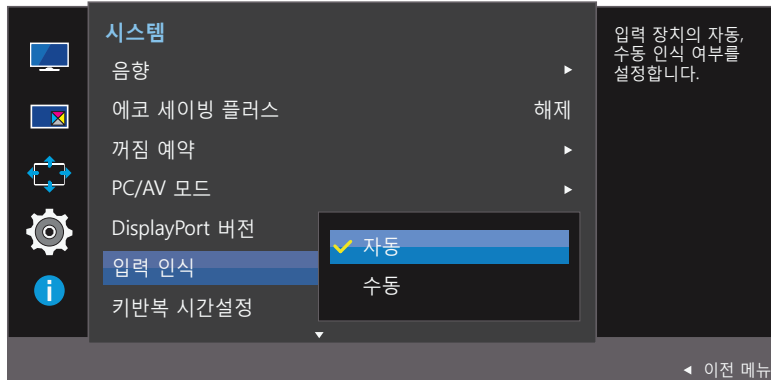 시스템
음향
에코 세이빙 플러스 해제
꺼짐 예약
PC/AV 모드
DisplayPort 버전
입력 인식
키반복 시간설정
자동
수동
입력 장치의 자동,
수동 인식 여부를
설정합니다.
이전 메뉴